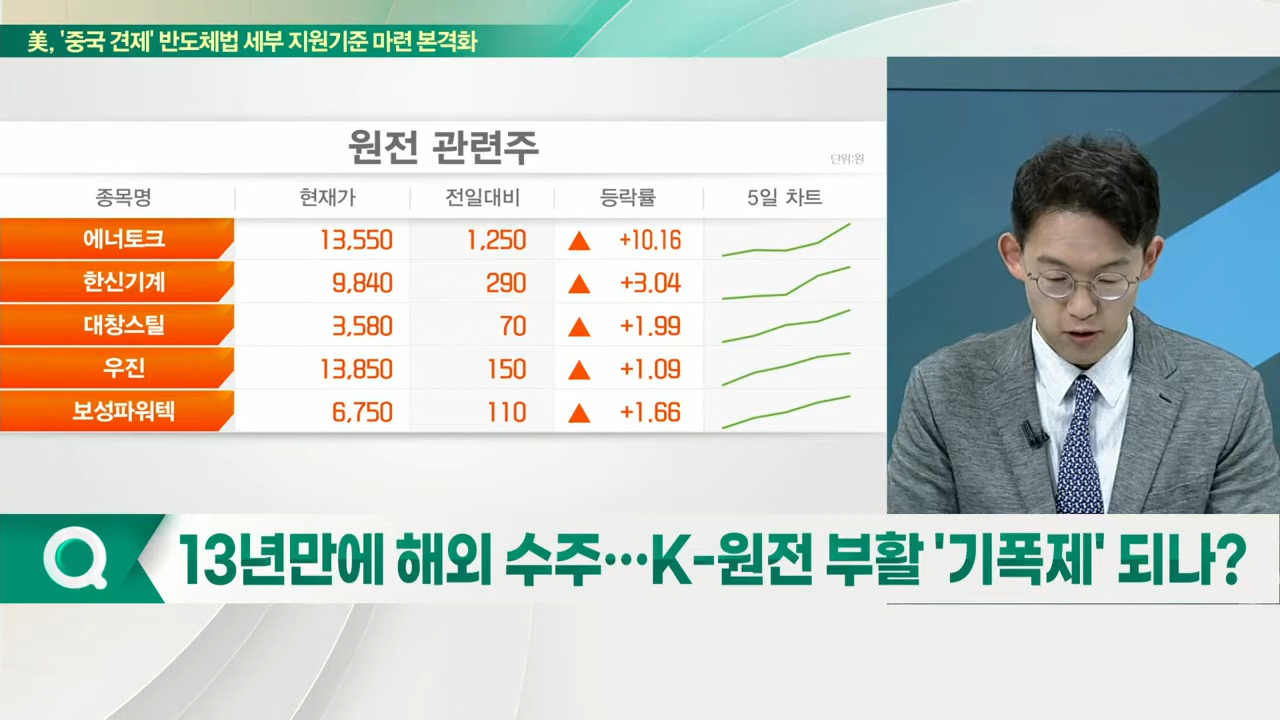 美, '중국 견제' 반도체법 세부 지원기준 마련 본격화
원전 관련주
단위:원
종목명 현재가 전일대비 등락률 5일 차트
에너토크 13,550 1,250 ▲ +10.16
한신기계 9,840 290 ▲ +3.04
대창스틸 3,580 70 ▲ +1.99
우진 13,850 150 ▲ +1.09
보성파워텍 6,750 110 ▲ +1.66
Q 13년만에 해외 수주…K-원전 부활 '기폭제' 되나?